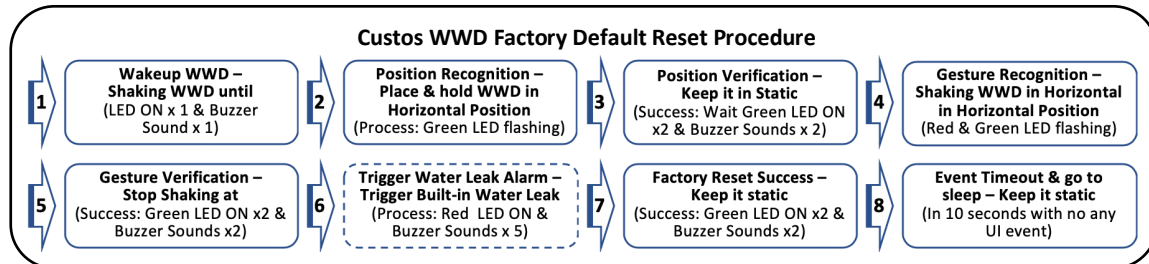 Custos WWD Factory Default Reset Procedure
1
Wakeup WWD –
Shaking WWD until
(LED ON x 1 & Buzzer
Sound x 1)
2
Position Recognition –
Place & hold WWD in
Horizontal Position
(Process: Green LED flashing)
3
Position Verification –
Keep it in Static
(Success: Wait Green LED ON
x2 & Buzzer Sounds x 2)
4
Gesture Recognition –
Shaking WWD in Horizontal
in Horizontal Position
(Red & Green LED flashing)
5
Gesture Verification –
Stop Shaking at
(Success: Green LED ON x2 &
Buzzer Sounds x2)
6
Trigger Water Leak Alarm –
Trigger Built-in Water Leak
(Process: Red LED ON &
Buzzer Sounds x 5)
7
Factory Reset Success –
Keep it static
(Success: Green LED ON x2 &
Buzzer Sounds x2)
8
Event Timeout & go to
sleep – Keep it static
(In 10 seconds with no any
UI event)